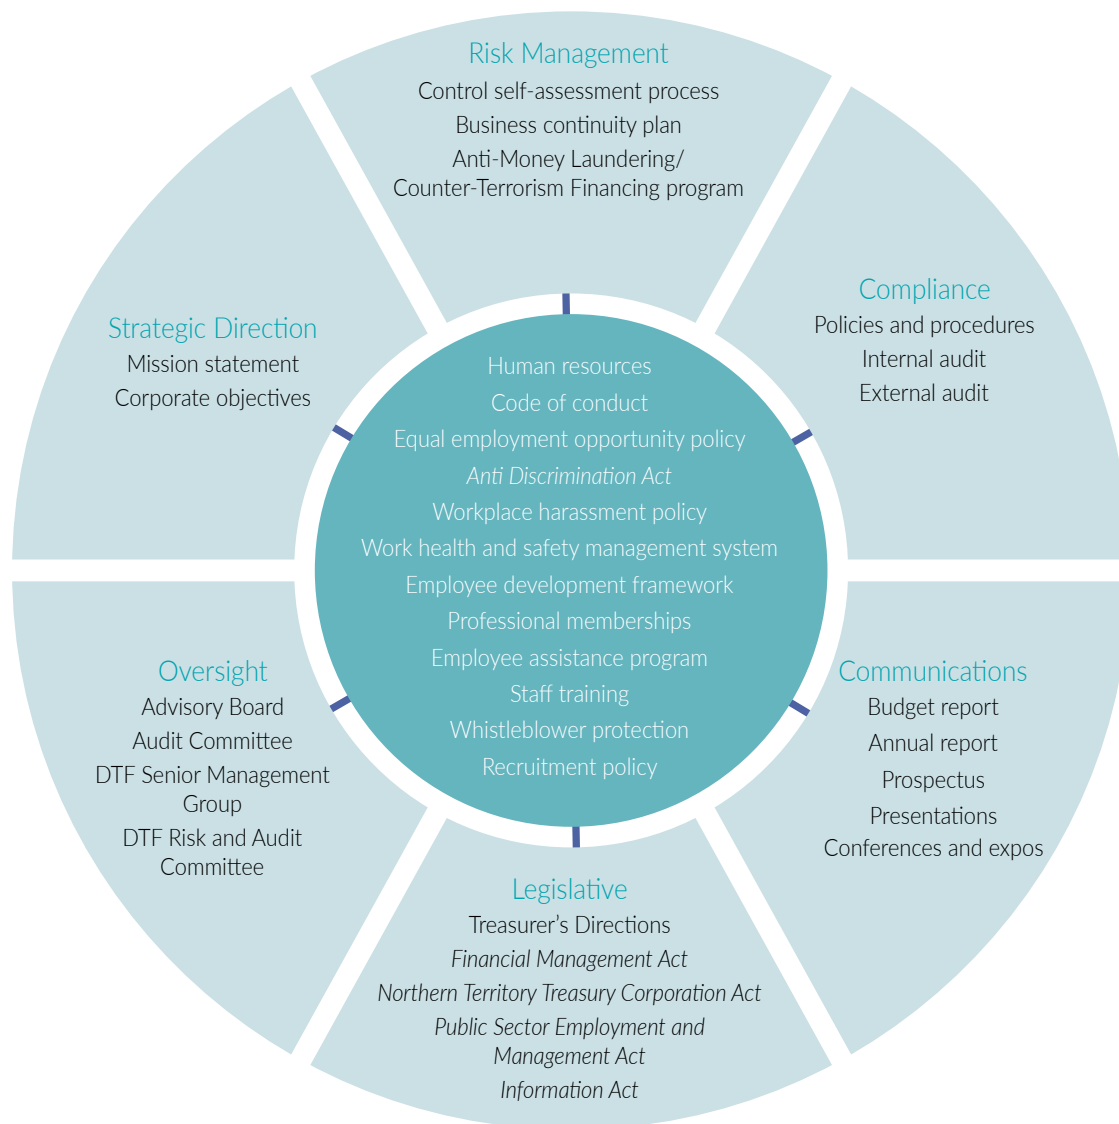 Risk Management
Control self-assessment process
Business continuity plan
Anti-Money Laundering/
Counter-Terrorism Financing program
Compliance
Policies and procedures
Internal audit
External audit
Communications
Budget report
Annual report
Prospectus
Presentations
Conferences and expos
Legislative
Treasurer’s Directions
Financial Management Act
Northern Territory Treasury Corporation Act
Public Sector Employment and
Management Act
Information Act
Oversight
Advisory Board
Audit Committee
DTF Senior Management
Group
DTF Risk and Audit
Committee
Strategic Direction
Mission statement
Corporate objectives
Human resources
Code of conduct
Equal employment opportunity policy
Anti Discrimination Act
Workplace harassment policy
Work health and safety management system
Employee development framework
Professional memberships
Employee assistance program
Staff training
Whistleblower protection
Recruitment policy